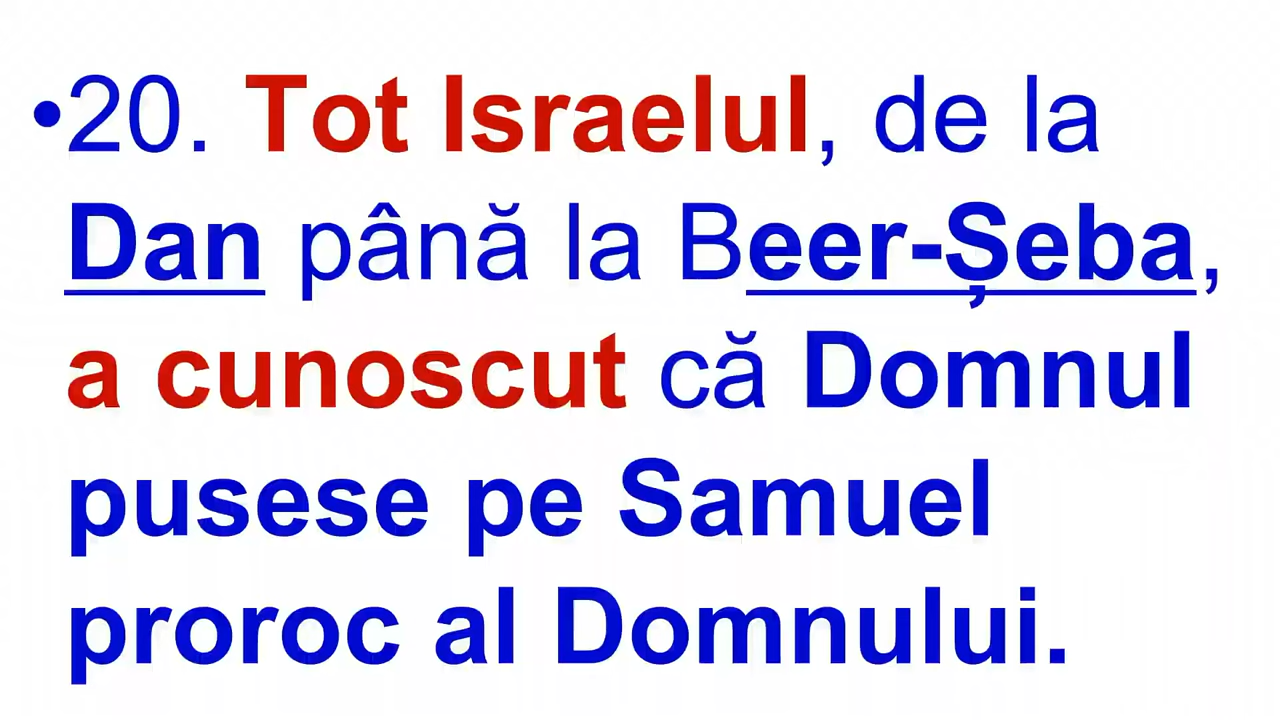 •20. Tot Israelul, de la
Dan până la Beer-Șeba,
a cunoscut că Domnul
pusese pe Samuel
proroc al Domnului.